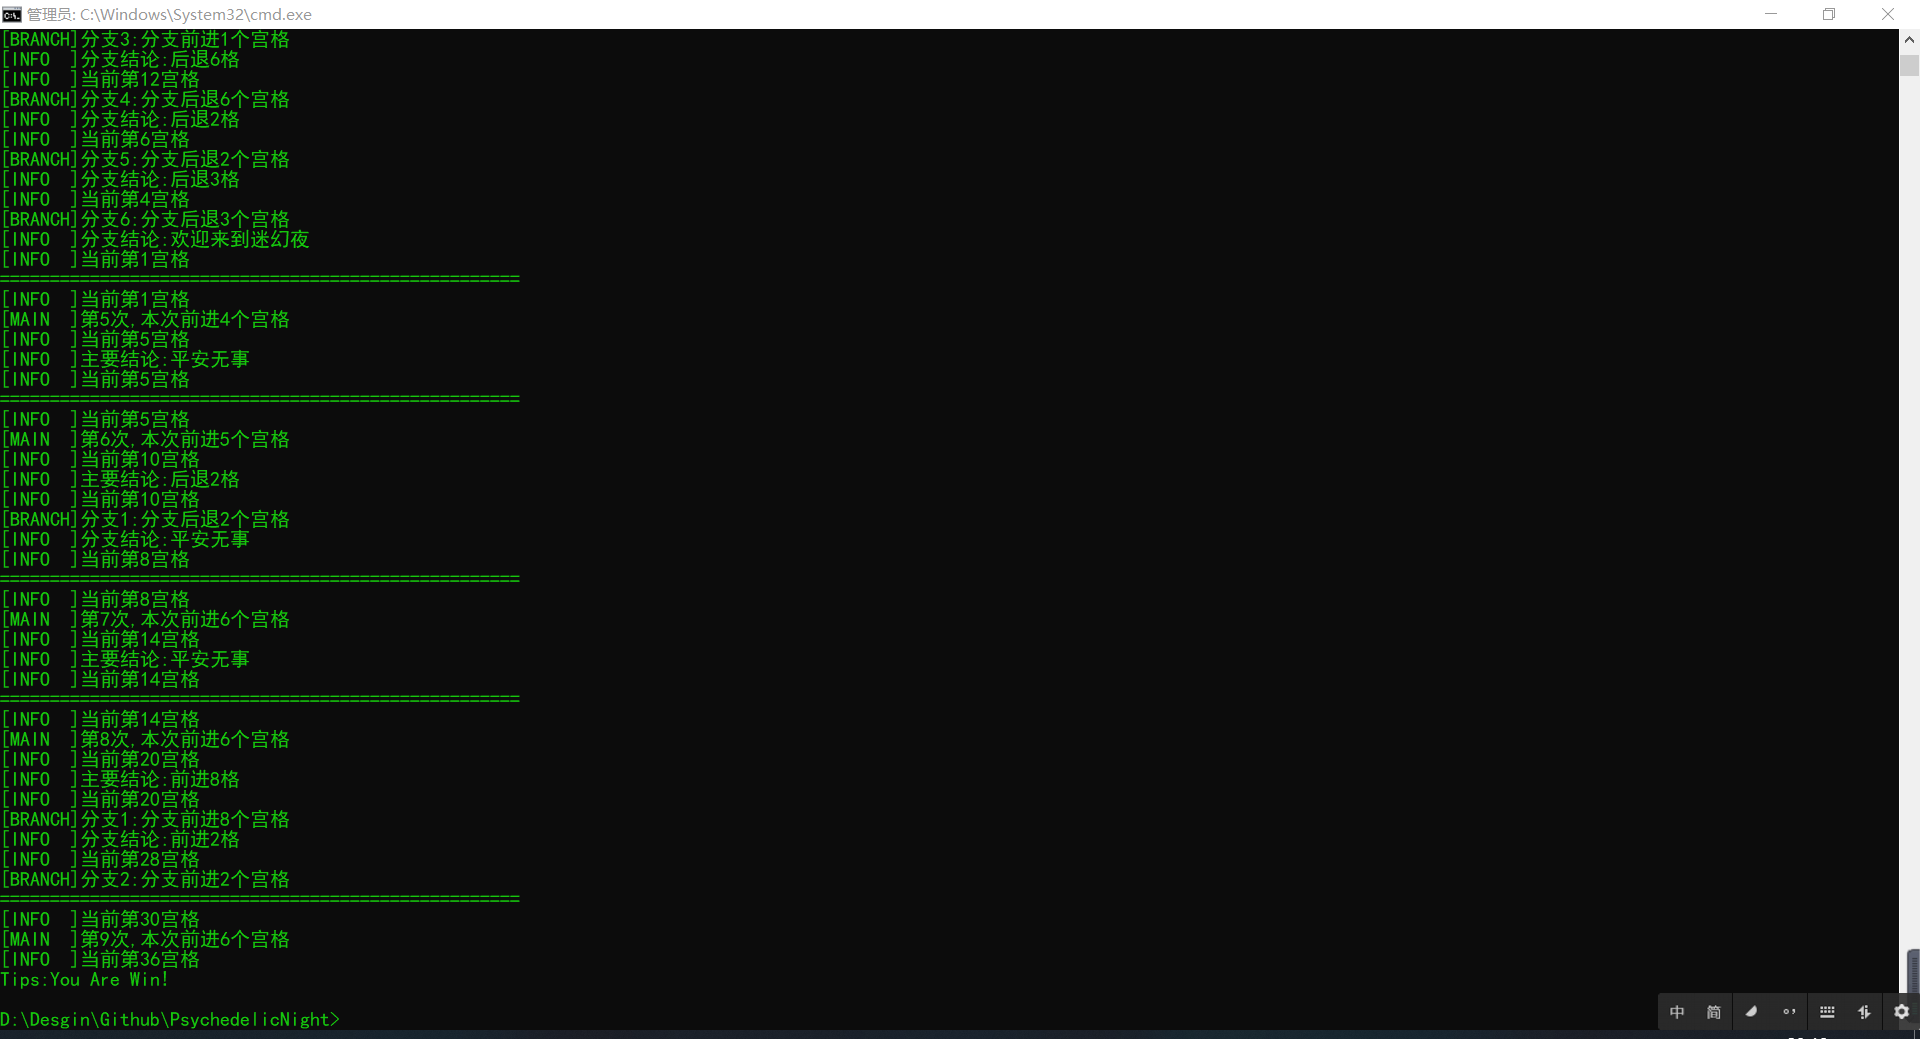 管理员: C:\Windows\System32\cmd.exe
[BRANCH]分支3:分支前进1个宫格
[INFO  ]分支结论:后退6格
[INFO  ]当前第12宫格
[BRANCH]分支4:分支后退6个宫格
[INFO  ]分支结论:后退2格
[INFO  ]当前第6宫格
[BRANCH]分支5:分支后退2个宫格
[INFO  ]分支结论:后退3格
[INFO  ]当前第4宫格
[BRANCH]分支6:分支后退3个宫格
[INFO  ]分支结论:欢迎来到迷幻夜
[INFO  ]当前第1宫格
====================================================
[INFO  ]当前第1宫格
[MAIN  ]第5次,本次前进4个宫格
[INFO  ]当前第5宫格
[INFO  ]主要结论:平安无事
[INFO  ]当前第5宫格
====================================================
[INFO  ]当前第5宫格
[MAIN  ]第6次,本次前进5个宫格
[INFO  ]当前第10宫格
[INFO  ]主要结论:后退2格
[INFO  ]当前第10宫格
[BRANCH]分支1:分支后退2个宫格
[INFO  ]分支结论:平安无事
[INFO  ]当前第8宫格
====================================================
[INFO  ]当前第8宫格
[MAIN  ]第7次,本次前进6个宫格
[INFO  ]当前第14宫格
[INFO  ]主要结论:平安无事
[INFO  ]当前第14宫格
====================================================
[INFO  ]当前第14宫格
[MAIN  ]第8次,本次前进6个宫格
[INFO  ]当前第20宫格
[INFO  ]主要结论:前进8格
[INFO  ]当前第20宫格
[BRANCH]分支1:分支前进8个宫格
[INFO  ]分支结论:前进2格
[INFO  ]当前第28宫格
[BRANCH]分支2:分支前进2个宫格
====================================================
[INFO  ]当前第30宫格
[MAIN  ]第9次,本次前进6个宫格
[INFO  ]当前第36宫格
Tips:You Are Win!
D:\Desgin\Github\PsychedelicNight>
中 简